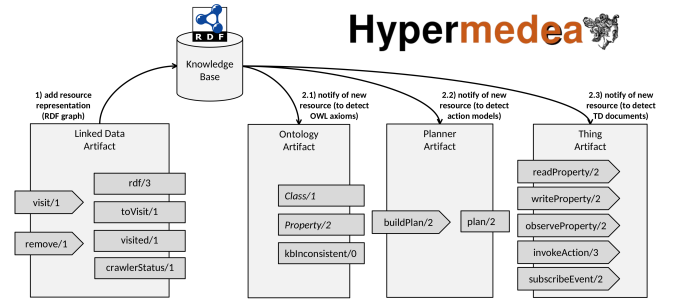 RDF
Hypermedea
Knowledge
Base
1) add resource
representation
(RDF graph)
2.1) notify of new
resource (to detect
OWL axioms)
2.2) notify of new
resource (to detect
action models)
2.3) notify of new
resource (to detect
TD documents)
Linked Data
Artifact
visit/1
remove/1
rdf/3
toVisit/1
visited/1
crawlerStatus/1
Ontology
Artifact
Class/1
Property/2
kbInconsistent/0
Planner
Artifact
buildPlan/2
plan/2
Thing
Artifact
readProperty/2
writeProperty/2
observeProperty/2
invokeAction/3
subscribeEvent/2